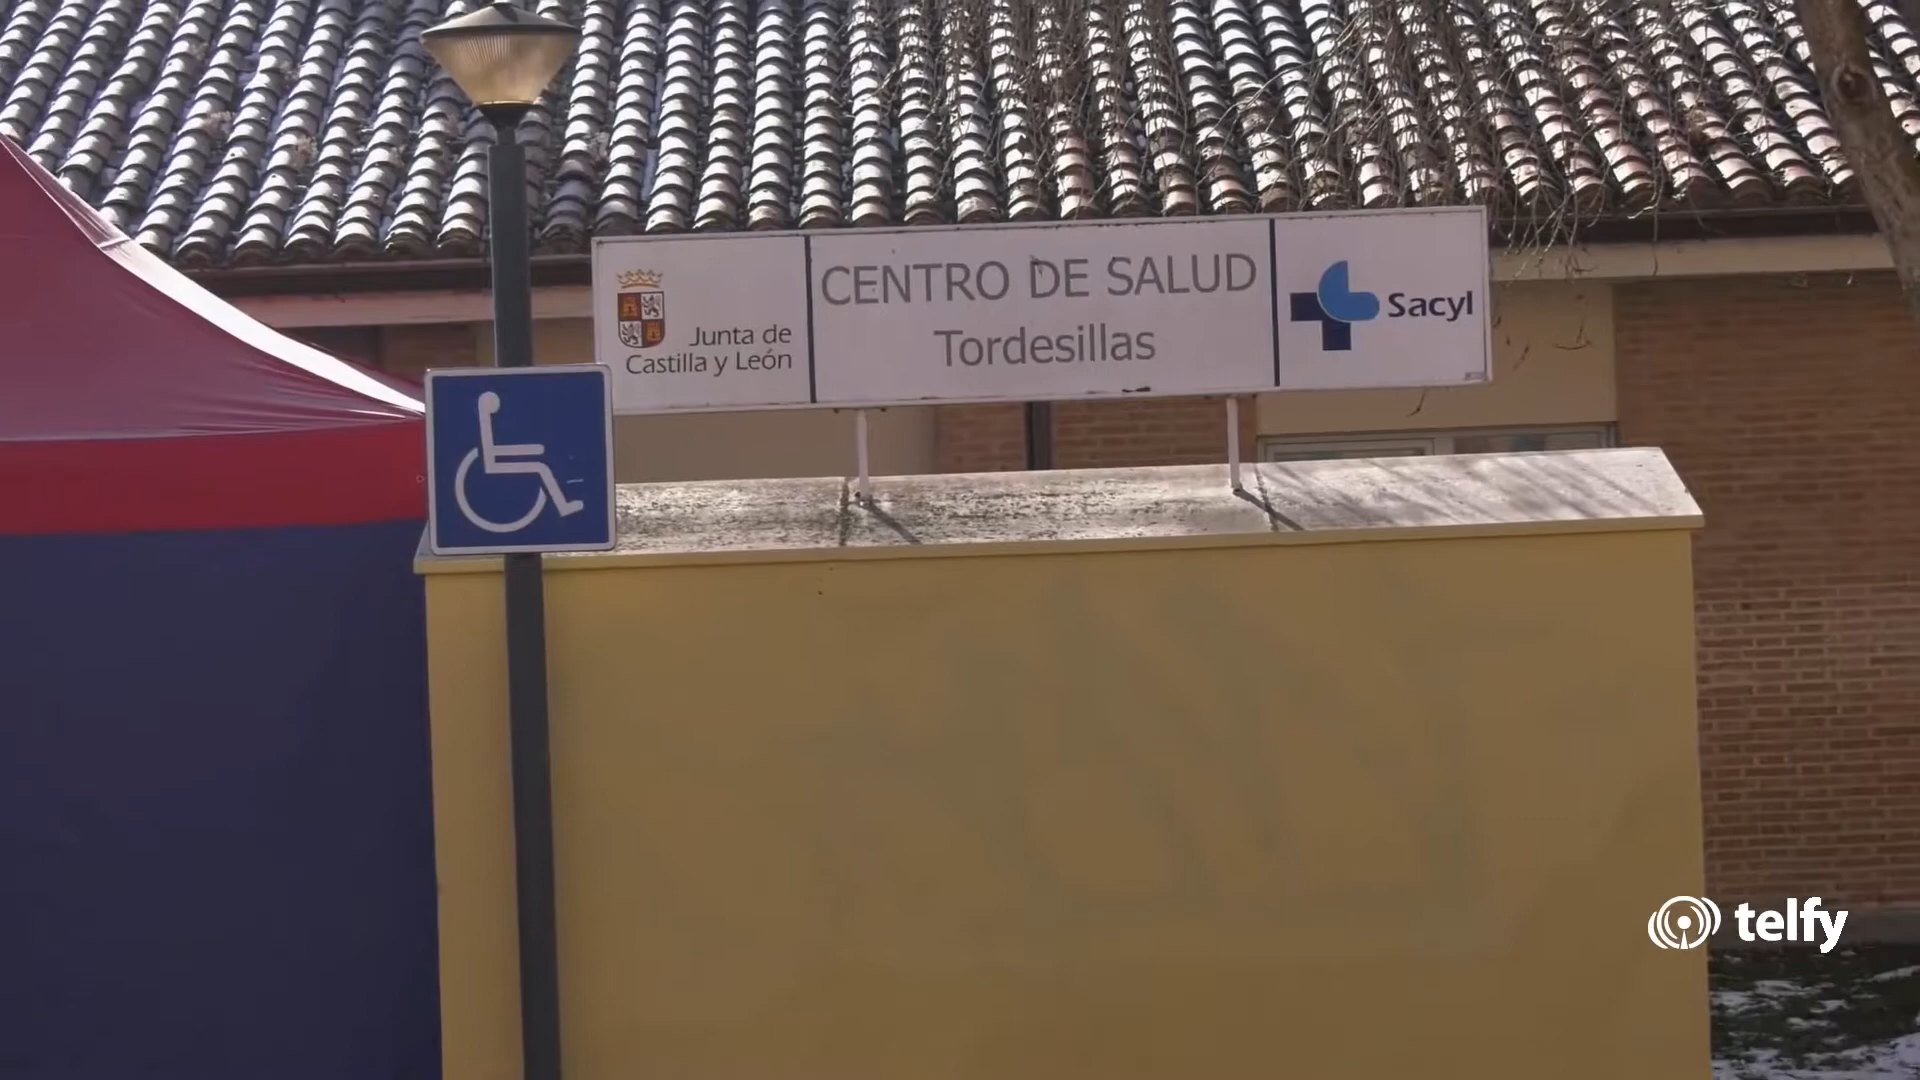 Junta de
Castilla y León
CENTRO DE SALUD
Tordesillas
Sacyl
telfy